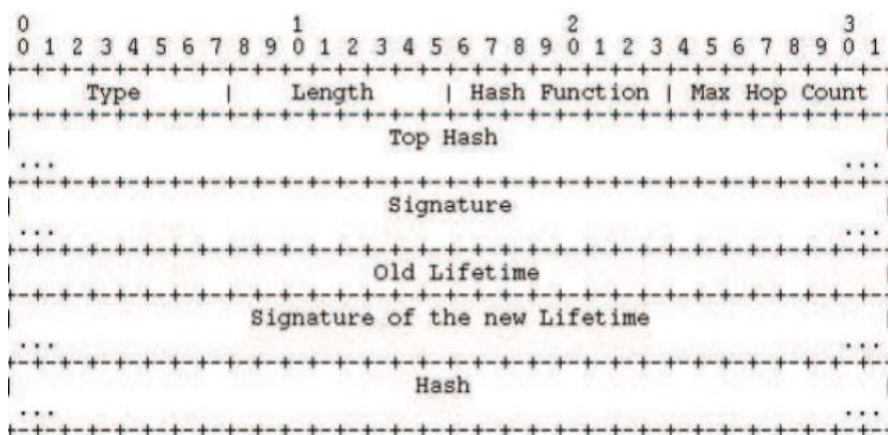 0                   1                   2                   3
0 1 2 3 4 5 6 7 8 9 0 1 2 3 4 5 6 7 8 9 0 1 2 3 4 5 6 7 8 9 0 1
+-+-+-+-+-+-+-+-+-+-+-+-+-+-+-+-+-+-+-+-+-+-+-+-+-+-+-+-+-+-+-+-+
| Type | Length | Hash Function | Max Hop Count |
+-+-+-+-+-+-+-+-+-+-+-+-+-+-+-+-+-+-+-+-+-+-+-+-+-+-+-+-+-+-+-+-+
Top Hash
... ...
+-+-+-+-+-+-+-+-+-+-+-+-+-+-+-+-+-+-+-+-+-+-+-+-+-+-+-+-+-+-+-+-+
Signature
... ...
+-+-+-+-+-+-+-+-+-+-+-+-+-+-+-+-+-+-+-+-+-+-+-+-+-+-+-+-+-+-+-+-+
Old Lifetime
+-+-+-+-+-+-+-+-+-+-+-+-+-+-+-+-+-+-+-+-+-+-+-+-+-+-+-+-+-+-+-+-+
Signature of the new Lifetime
... ...
+-+-+-+-+-+-+-+-+-+-+-+-+-+-+-+-+-+-+-+-+-+-+-+-+-+-+-+-+-+-+-+-+
Hash
... ...
+-+-+-+-+-+-+-+-+-+-+-+-+-+-+-+-+-+-+-+-+-+-+-+-+-+-+-+-+-+-+-+-+